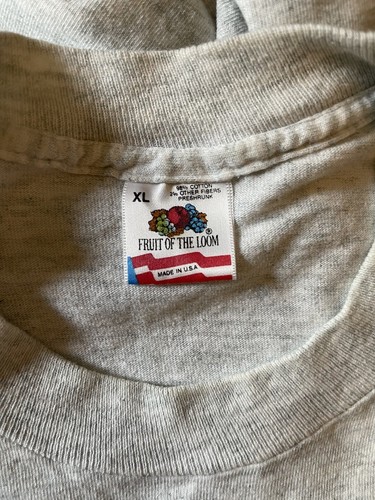 XL
98% COTTON
2% OTHER FIBERS
PRESHRUNK
FRUIT OF THE LOOM®
MADE IN U.S.A